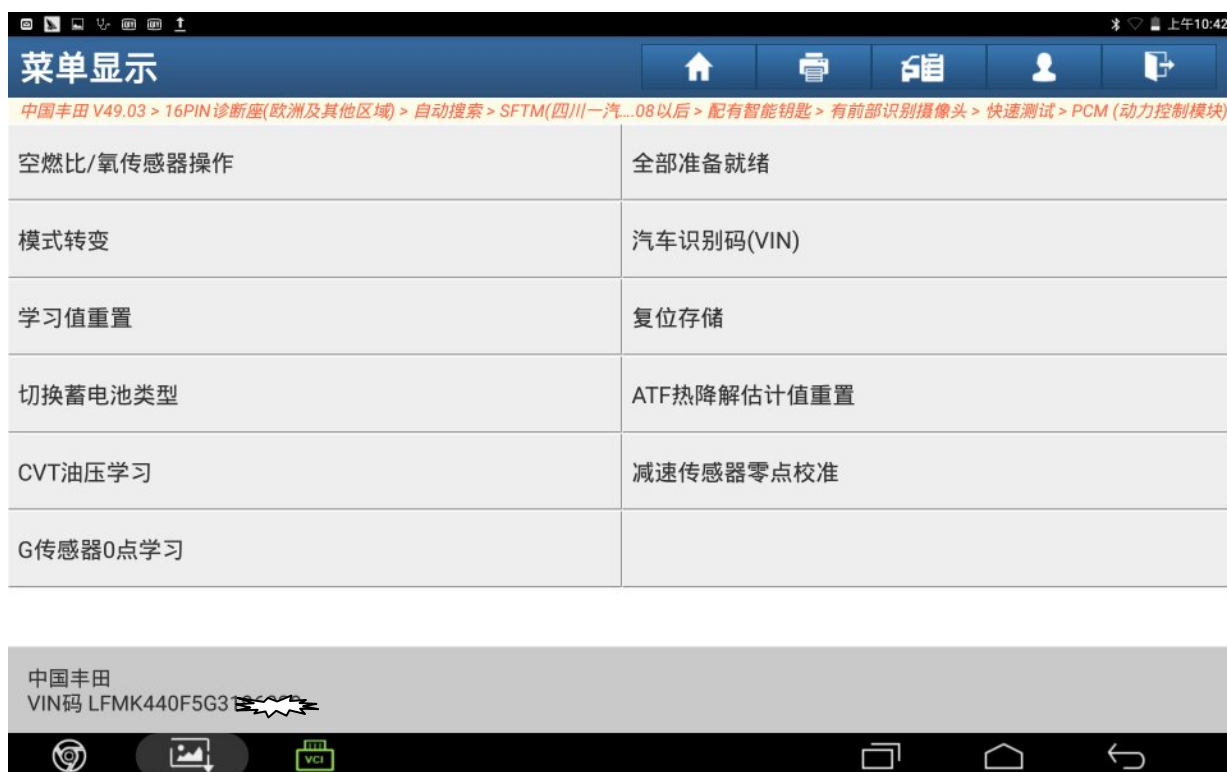 上午10:42
菜单显示
中国丰田 V49.03 > 16PIN诊断座(欧洲及其他区域) > 自动搜索 > SFTM(四川一汽....08以后 > 配有智能钥匙 > 有前部识别摄像头 > 快速测试 > PCM (动力控制模块)
空燃比/氧传感器操作
全部准备就绪
模式转变
汽车识别码(VIN)
学习值重置
复位存储
切换蓄电池类型
ATF热降解估计值重置
CVT油压学习
减速传感器零点校准
G传感器0点学习
中国丰田
VIN码 LFMK440F5G3
VCI